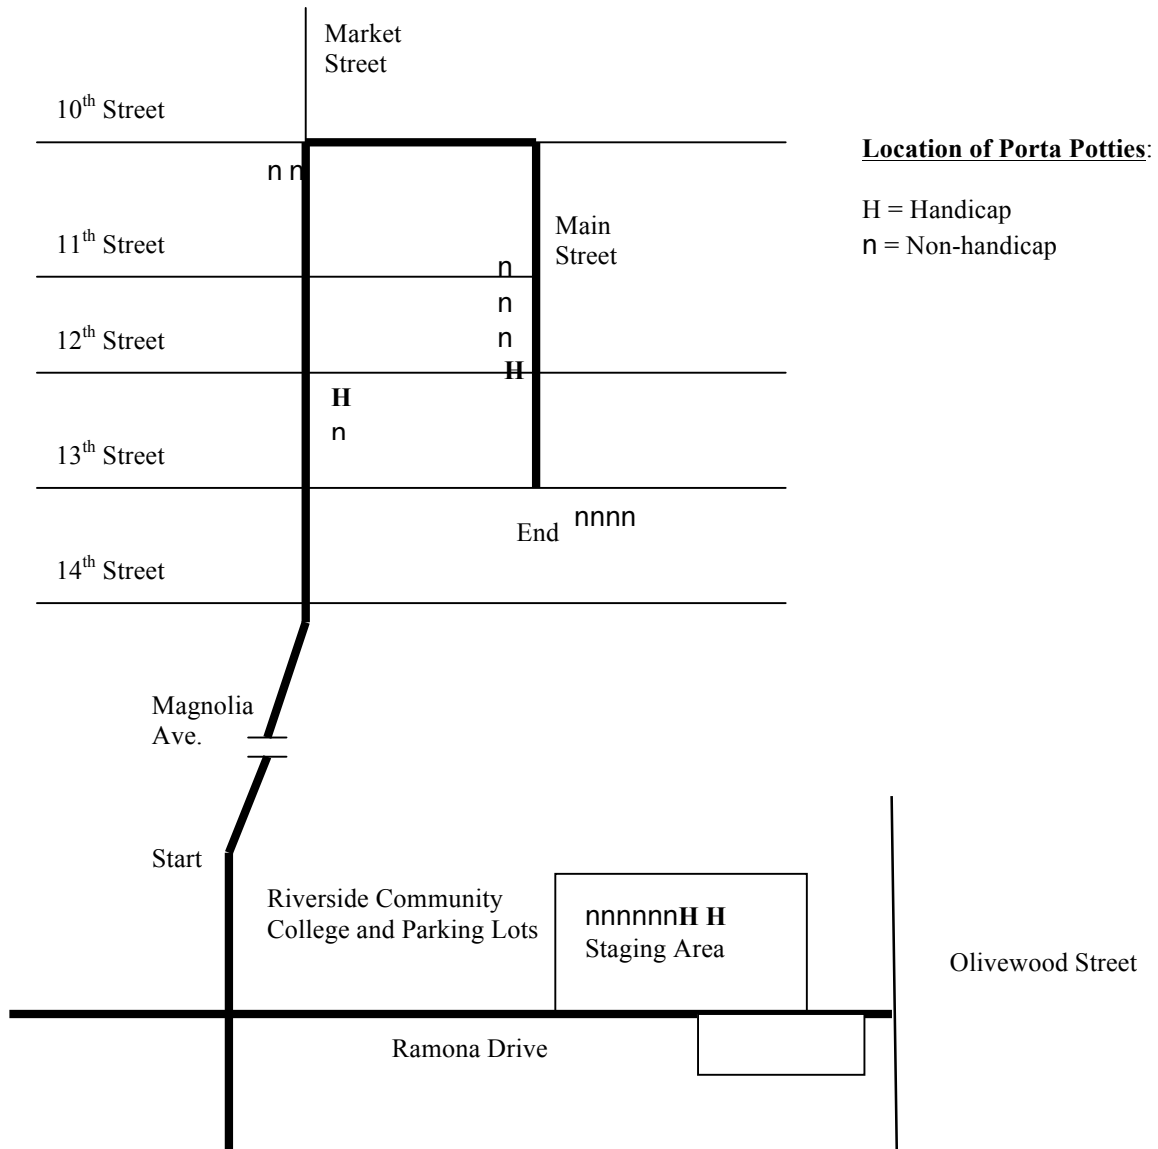 Market
Street
10th Street
Location of Porta Potties:
n n
H = Handicap
n = Non-handicap
Main
Street
11th Street
n
n
12th Street
n
H
H
n
13th Street
nnnn
End
14th Street
Magnolia
Ave.
Start
Riverside Community
College and Parking Lots
nnnnnnH H
Staging Area
Olivewood Street
Ramona Drive